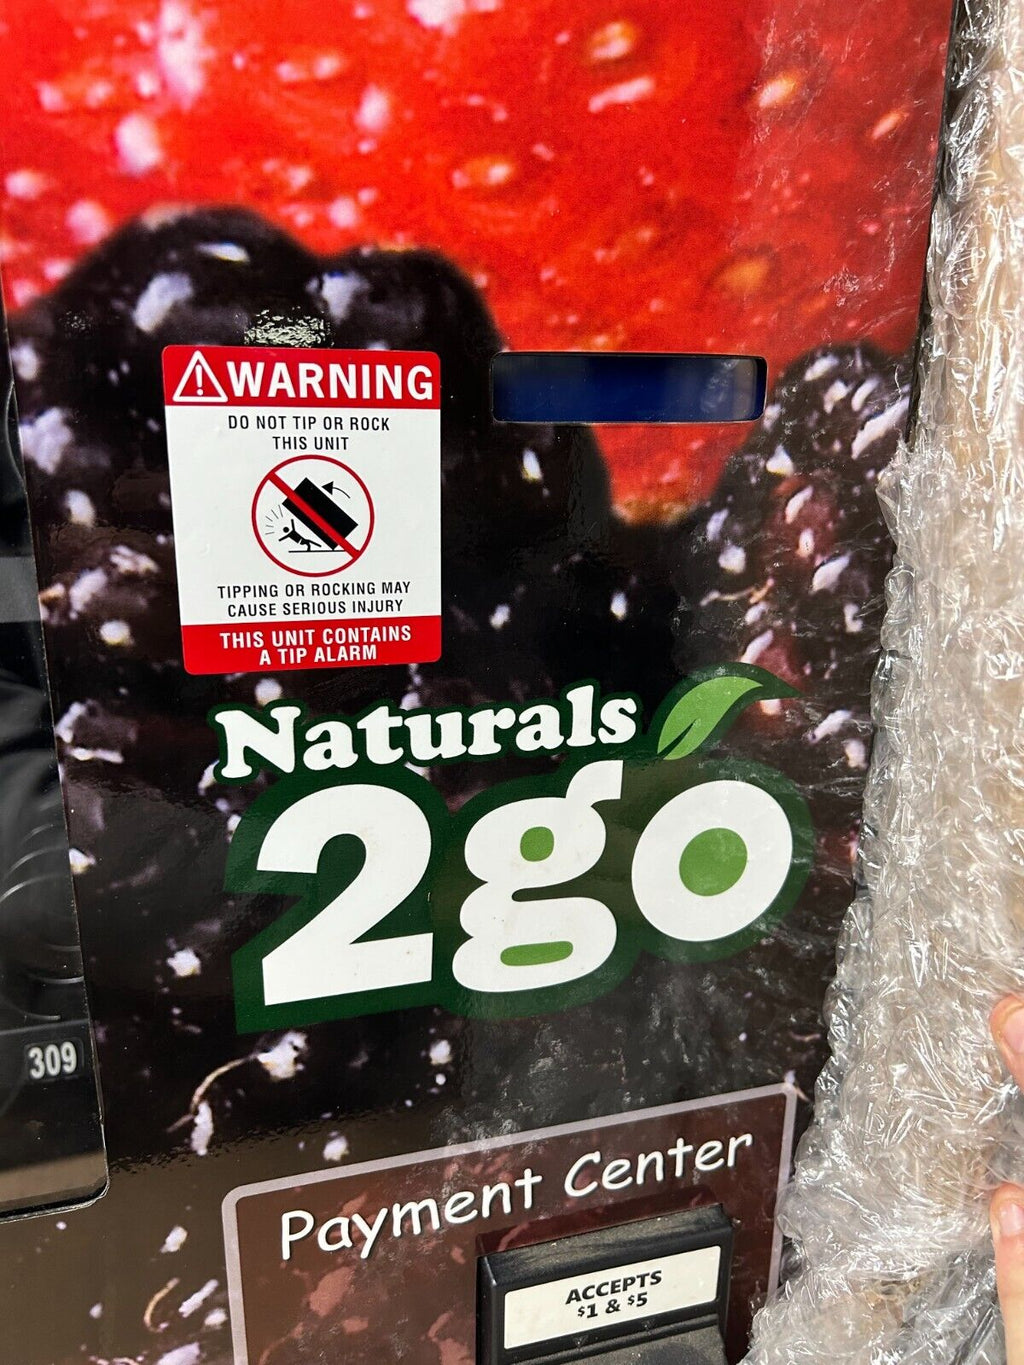 WARNING
DO NOT TIP OR ROCK
THIS UNIT
TIPPING OR ROCKING MAY
CAUSE SERIOUS INJURY
THIS UNIT CONTAINS
A TIP ALARM
Naturals
2go
309
Payment Center
ACCEPTS
$1 & $5